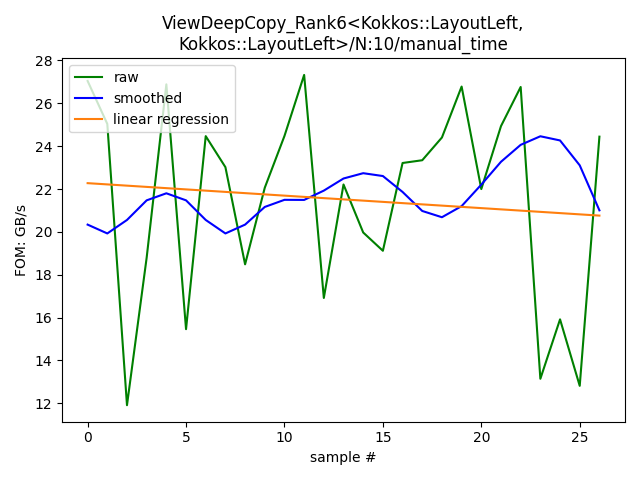 ViewDeepCopy_Rank6<Kokkos::LayoutLeft,
Kokkos::LayoutLeft>/N:10/manual_time
raw
smoothed
linear regression
FOM: GB/s
28
26
24
22
20
18
16
14
12
0
5
10
15
20
25
sample #